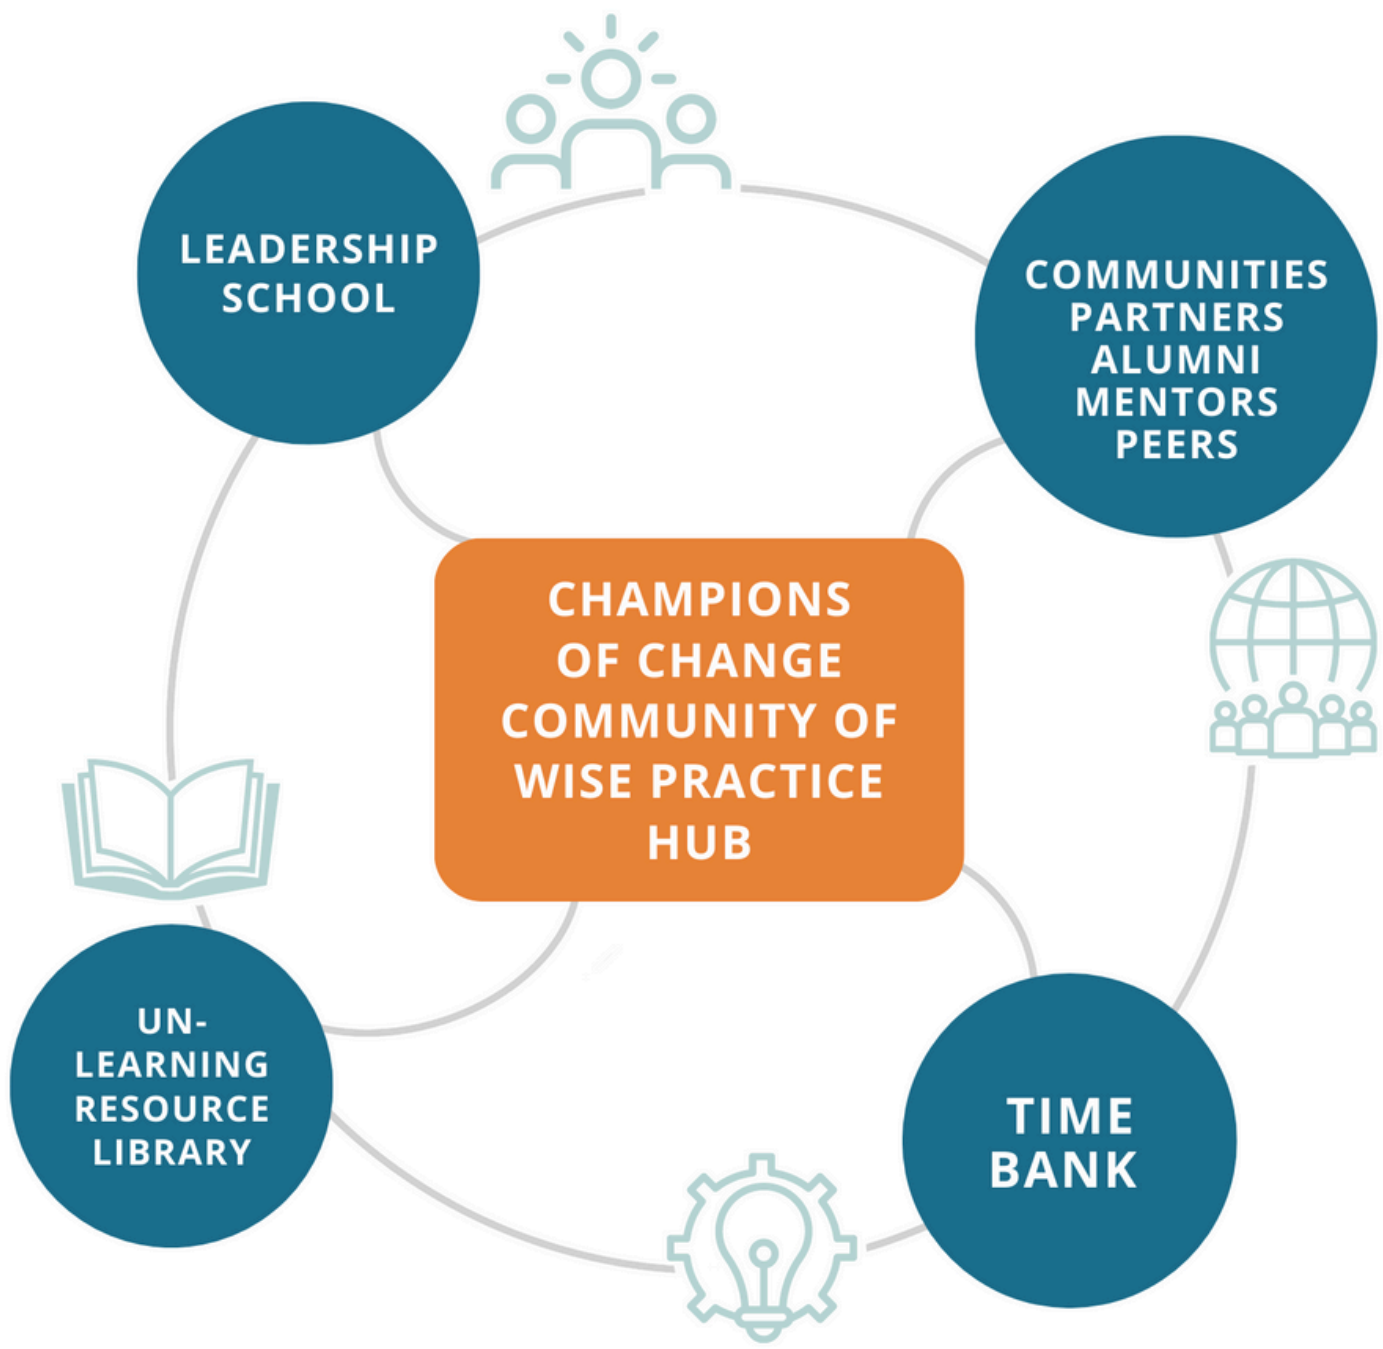 LEADERSHIP
SCHOOL
COMMUNITIES
PARTNERS
ALUMNI
MENTORS
PEERS
CHAMPIONS
OF CHANGE
COMMUNITY OF
WISE PRACTICE
HUB
UN-
LEARNING
RESOURCE
LIBRARY
TIME
BANK